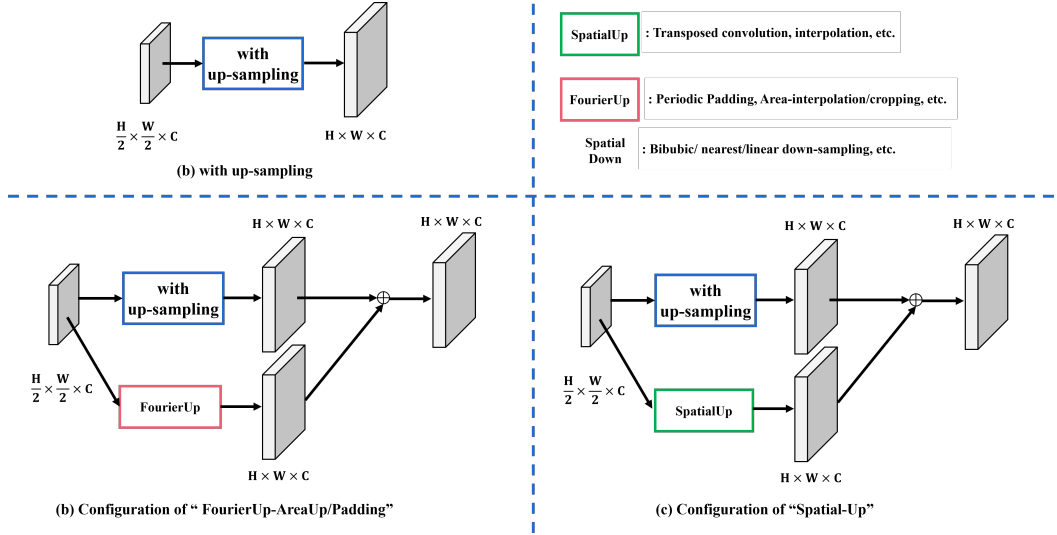 with
up-sampling
H/2 × W/2 × C
H × W × C
(b) with up-sampling
SpatialUp : Transposed convolution, interpolation, etc.
FourierUp : Periodic Padding, Area-interpolation/cropping, etc.
Spatial
Down : Bibubic/ nearest/linear down-sampling, etc.
H × W × C
H × W × C
with
up-sampling
⊕
H/2 × W/2 × C
FourierUp
H × W × C
(b) Configuration of “ FourierUp-AreaUp/Padding”
H × W × C
H × W × C
with
up-sampling
⊕
H/2 × W/2 × C
SpatialUp
H × W × C
(c) Configuration of “Spatial-Up”